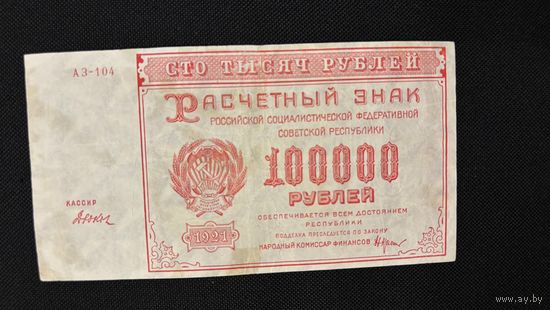 АЗ-104
СТО ТЫСЯЧ РУБЛЕЙ
РАСЧЕТНЫЙ ЗНАК
РОССИЙСКОЙ СОЦИАЛИСТИЧЕСКОЙ ФЕДЕРАТИВНОЙ
СОВЕТСКОЙ РЕСПУБЛИКИ
100000
РУБЛЕЙ
ОБЕСПЕЧИВАЕТСЯ ВСЕМ ДОСТОЯНИЕМ
РЕСПУБЛИКИ
ПОДДЕЛКА ПРЕСЛЕДУЕТСЯ ПО ЗАКОНУ
НАРОДНЫЙ КОМИССАР ФИНАНСОВ
КАССИР
1921
www.ay.by